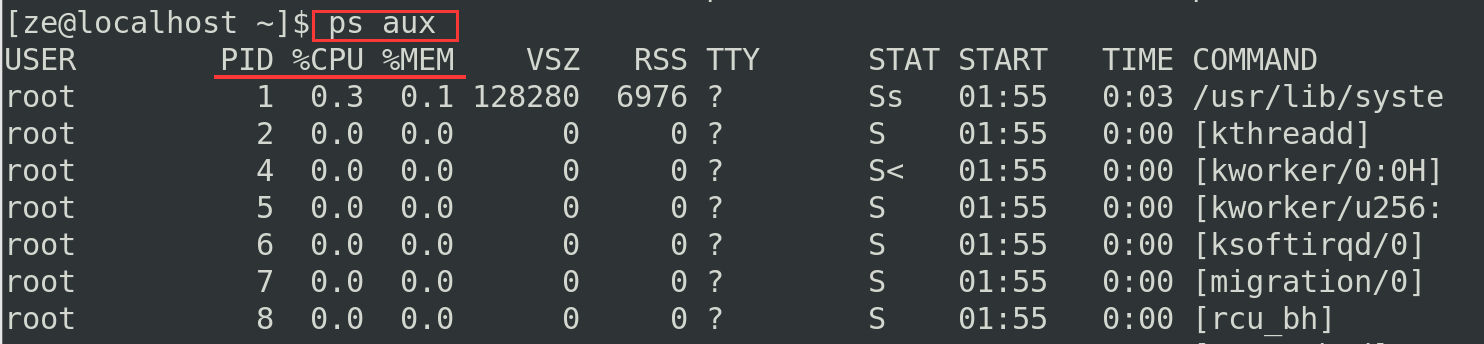 [ze@localhost ~]$ ps aux
USER PID %CPU %MEM VSZ RSS TTY STAT START TIME COMMAND
root 1 0.3 0.1 128280 6976 ? Ss 01:55 0:03 /usr/lib/syste
root 2 0.0 0.0 0 0 ? S 01:55 0:00 [kthreadd]
root 4 0.0 0.0 0 0 ? S< 01:55 0:00 [kworker/0:0H]
root 5 0.0 0.0 0 0 ? S 01:55 0:00 [kworker/u256:
root 6 0.0 0.0 0 0 ? S 01:55 0:00 [ksoftirqd/0]
root 7 0.0 0.0 0 0 ? S 01:55 0:00 [migration/0]
root 8 0.0 0.0 0 0 ? S 01:55 0:00 [rcu_bh]